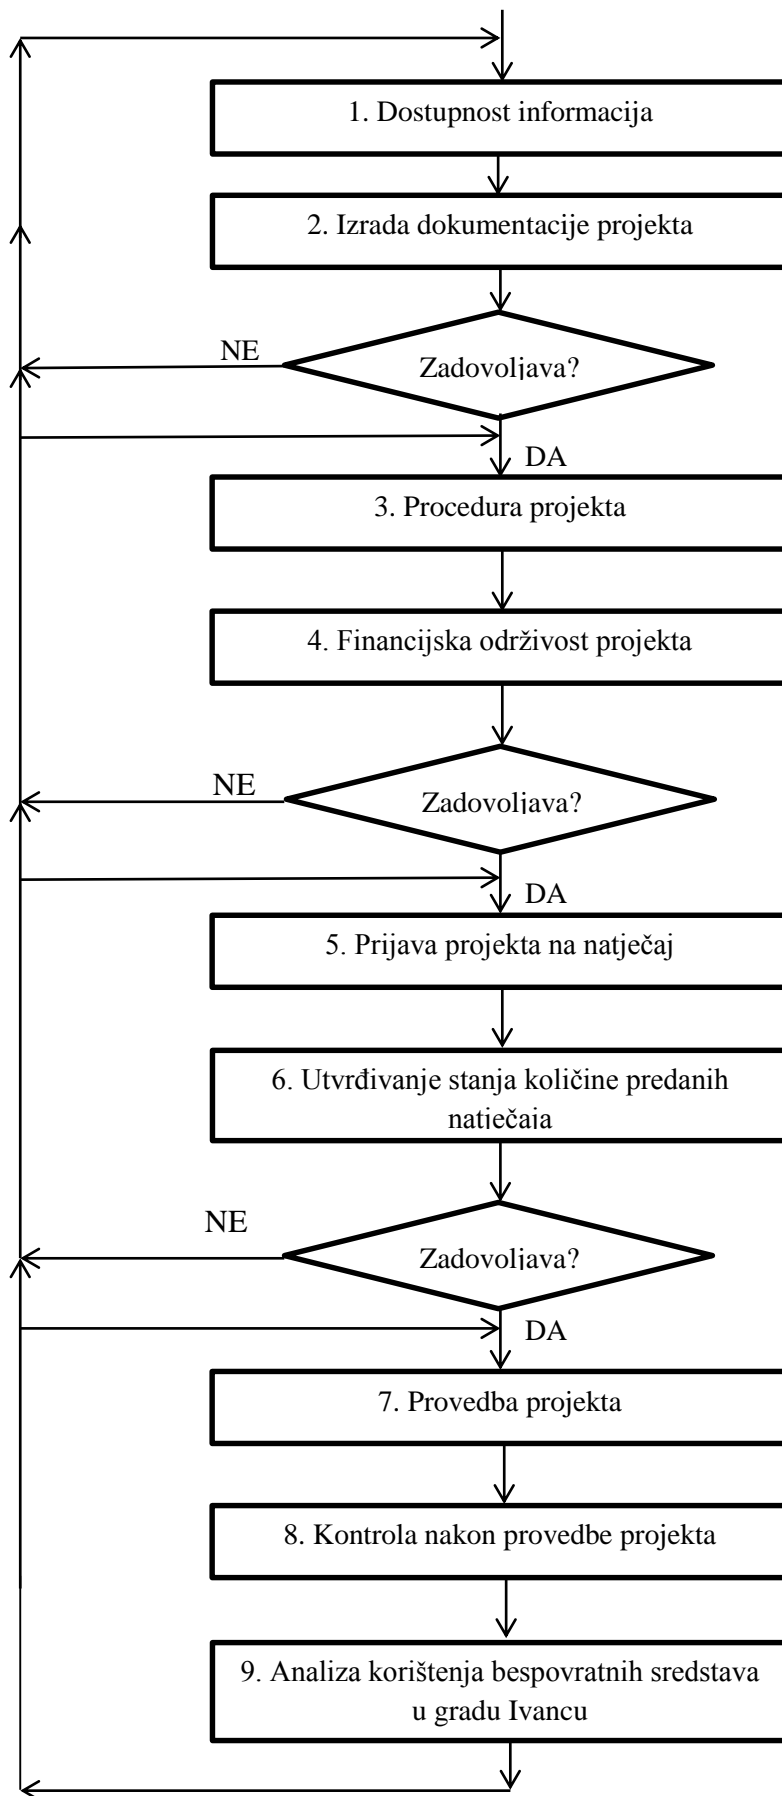 1. Dostupnost informacija
2. Izrada dokumentacije projekta
NE
Zadovoljava?
DA
3. Procedura projekta
4. Financijska održivost projekta
NE
Zadovoljava?
DA
5. Prijava projekta na natječaj
6. Utvrđivanje stanja količine predanih
natječaja
NE
Zadovoljava?
DA
7. Provedba projekta
8. Kontrola nakon provedbe projekta
9. Analiza korištenja bespovratnih sredstava
u gradu Ivancu